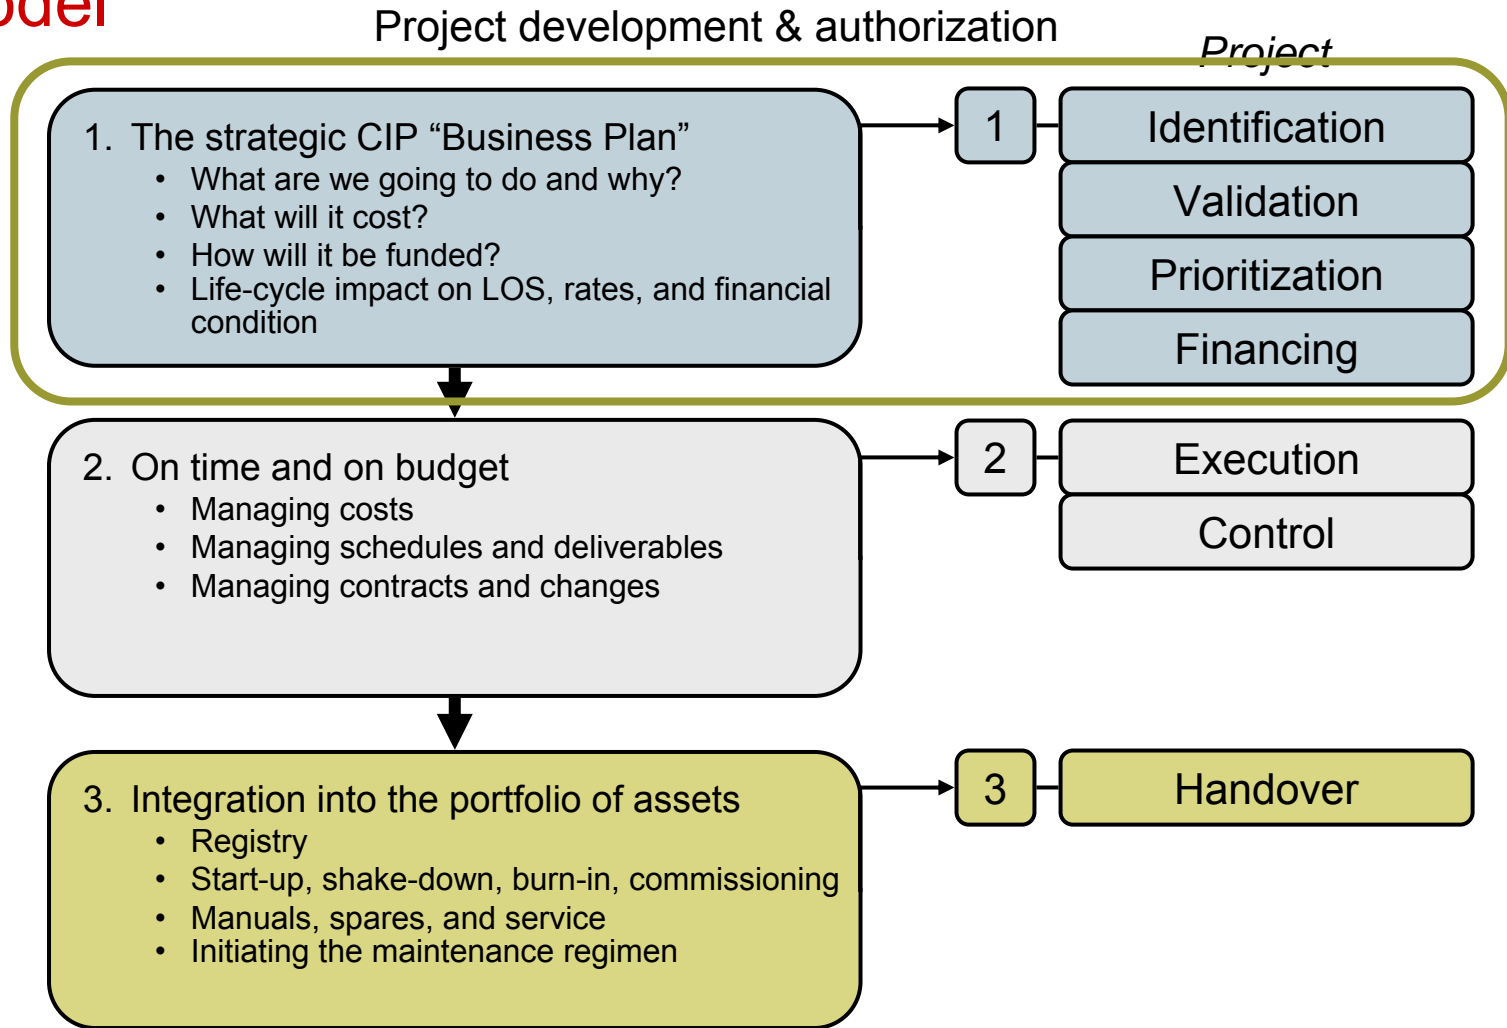 Project development & authorization
Project
1. The strategic CIP “Business Plan”
• What are we going to do and why?
• What will it cost?
• How will it be funded?
• Life-cycle impact on LOS, rates, and financial
condition
1
Identification
Validation
Prioritization
Financing
2. On time and on budget
• Managing costs
• Managing schedules and deliverables
• Managing contracts and changes
2
Execution
Control
3. Integration into the portfolio of assets
• Registry
• Start-up, shake-down, burn-in, commissioning
• Manuals, spares, and service
• Initiating the maintenance regimen
3
Handover